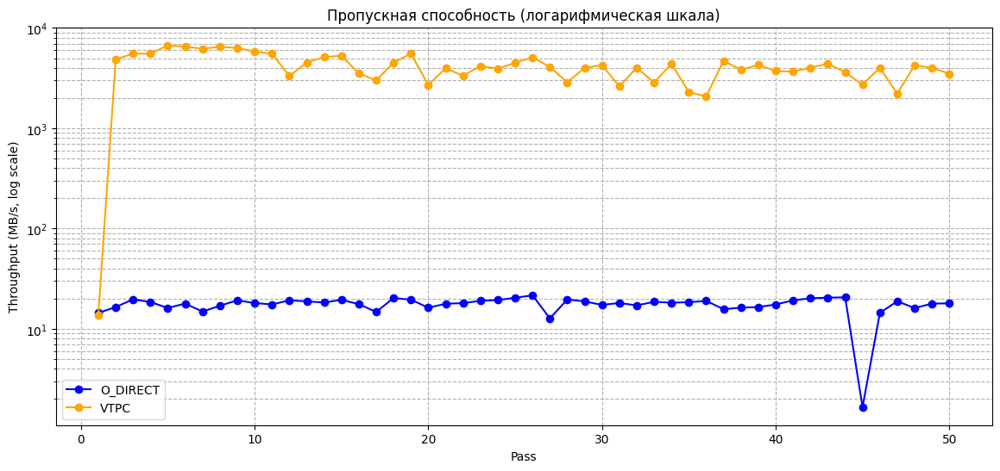 Пропускная способность (логарифмическая шкала)
Throughput (MB/s, log scale)
10^4
10^3
10^2
10^1
O_DIRECT
VTPC
0 10 20 30 40 50
Pass